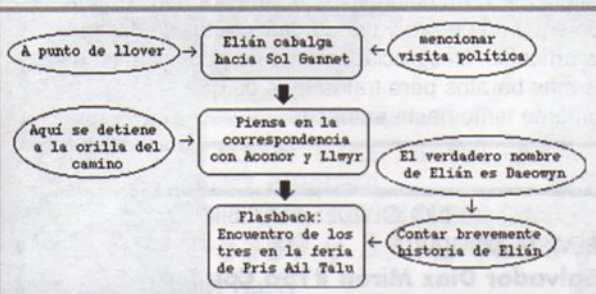 A punto de llover
Elián cabalga
hacia Sol Gannet
mencionar
visita política
Aquí se detiene
a la orilla del
camino
Piensa en la
correspondencia
con Aconor y Llwyr
El verdadero nombre
de Elián es Daeowyn
Flashback:
Encuentro de los
tres en la feria
de Bris Ail Talu
Contar brevemente
historia de Elián